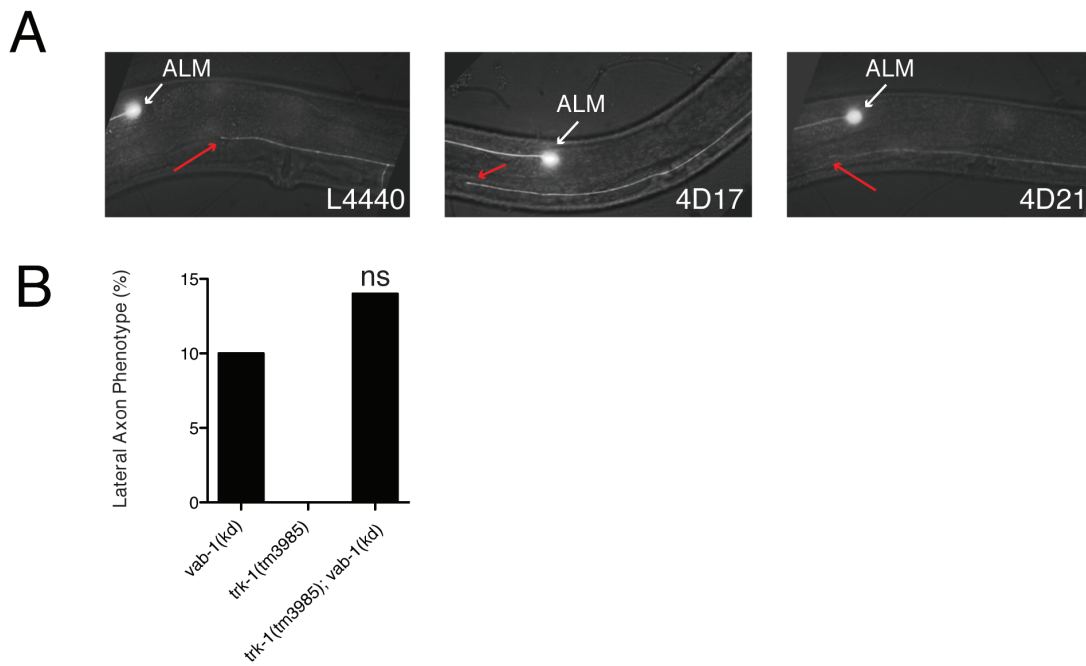 A
ALM
L4440
ALM
4D17
ALM
4D21
B
Lateral Axon Phenotype (%)
15
10
5
0
ns
vab-1(kd)
trk-1(tm3985)
trk-1(tm3985); vab-1(kd)